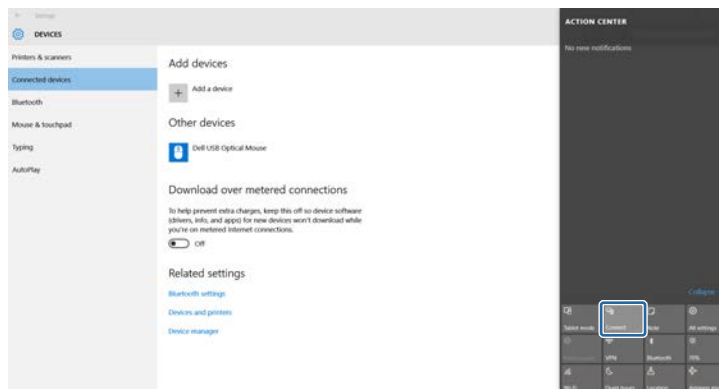 Settings
DEVICES
Printers & scanners
Connected devices
Bluetooth
Mouse & touchpad
Typing
AutoPlay
Add devices
Add a device
Other devices
Dell USB Optical Mouse
Download over metered connections
To help prevent extra charges, keep this off so device software
(drivers, info, and apps) for new devices won't download while
you're on metered Internet connections.
Off
Related settings
Bluetooth settings
Devices and printers
Device manager
ACTION CENTER
No new notifications
Collapse
Tablet mode Connect Note All settings
VPN Bluetooth 70%
Wi-Fi Quiet hours Location